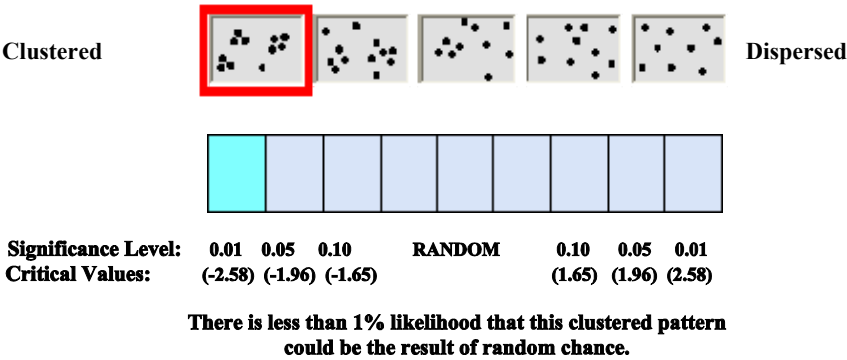 Clustered
Dispersed
Significance Level: 0.01 0.05 0.10 RANDOM 0.10 0.05 0.01
Critical Values: (-2.58) (-1.96) (-1.65) (1.65) (1.96) (2.58)
There is less than 1% likelihood that this clustered pattern
could be the result of random chance.